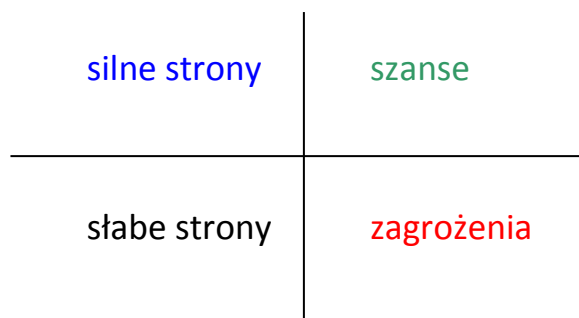 silne strony
szanse
słabe strony
zagrożenia